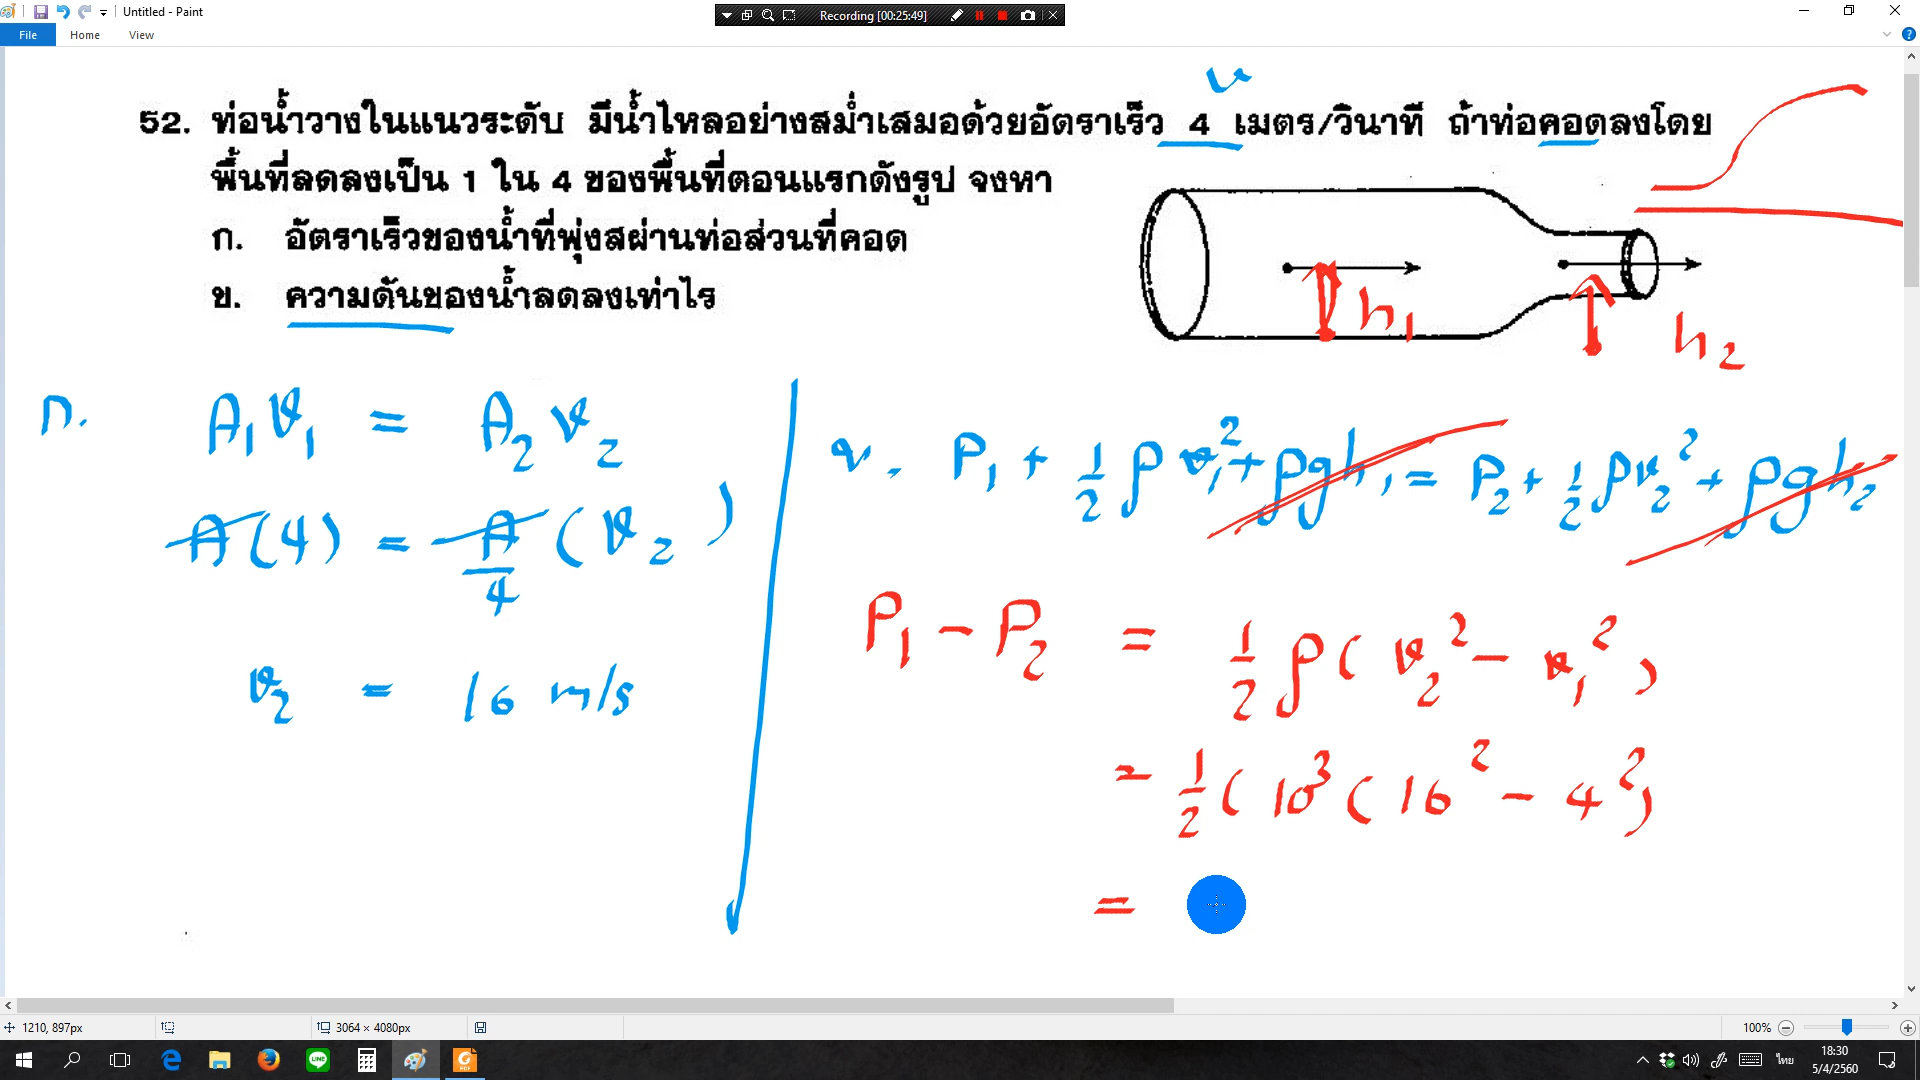 Untitled - Paint
Recording [00:25:49]
File Home View
52. ท่อน้ำวางในแนวระดับ มีน้ำไหลอย่างสม่ำเสมอด้วยอัตราเร็ว 4 เมตร/วินาที ถ้าท่อคอดลงโดย
พื้นที่ลดลงเป็น 1 ใน 4 ของพื้นที่ตอนแรกดังรูป จงหา
ก. อัตราเร็วของน้ำที่พุ่งสผ่านท่อส่วนที่คอด
ข. ความดันของน้ำลดลงเท่าไร
h₁
h₂
ก. A₁v₁ = A₂v₂
A(4) = A/4 (v₂)
v₂ = 16 m/s
ข. P₁ + ½ρv₁² + ρgh₁ = P₂ + ½ρv₂² + ρgh₂
P₁ − P₂ = ½ρ(v₂² − v₁²)
= ½(10³(16² − 4²)
=
1210, 897px
3064 × 4080px
100%
LINE
PDF
ไทย
18:30
5/4/2560